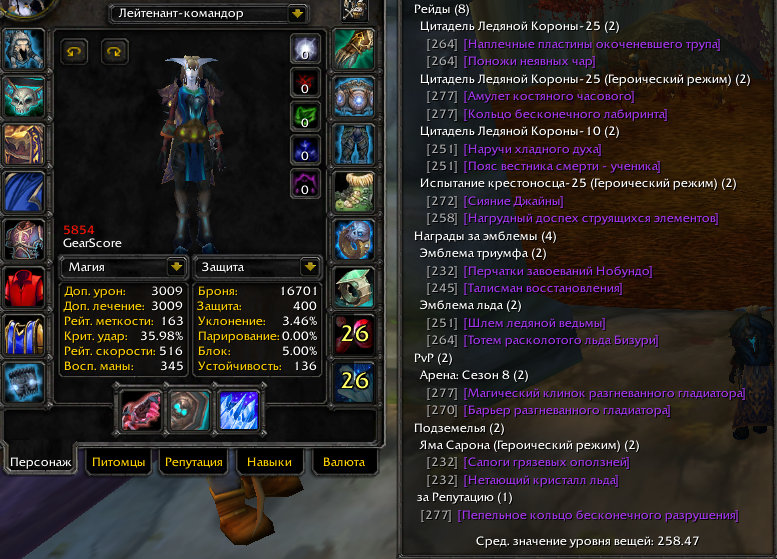 Лейтенант-командор
0
0
0
0
0
5854
GearScore
Магия
Защита
Доп. урон: 3009
Доп. лечение: 3009
Рейт. меткости: 163
Крит. удар: 35.98%
Рейт. скорости: 516
Восп. маны: 345
Броня: 16701
Защита: 400
Уклонение: 3.46%
Парирование: 0.00%
Блок: 5.00%
Устойчивость: 136
26
26
Персонаж
Питомцы
Репутация
Навыки
Валюта
Рейды (8)
Цитадель Ледяной Короны-25 (2)
[264] [Наплечные пластины окоченевшего трупа]
[264] [Поножи неявных чар]
Цитадель Ледяной Короны-25 (Героический режим) (2)
[277] [Амулет костяного часового]
[277] [Кольцо бесконечного лабиринта]
Цитадель Ледяной Короны-10 (2)
[251] [Наручи хладного духа]
[251] [Пояс вестника смерти - ученика]
Испытание крестоносца-25 (Героический режим) (2)
[272] [Сияние Джайны]
[258] [Нагрудный доспех струящихся элементов]
Награды за эмблемы (4)
Эмблема триумфа (2)
[232] [Перчатки завоеваний Нобундо]
[245] [Талисман восстановления]
Эмблема льда (2)
[251] [Шлем ледяной ведьмы]
[264] [Тотем расколотого льда Бизури]
PvP (2)
Арена: Сезон 8 (2)
[277] [Магический клинок разгневанного гладиатора]
[270] [Барьер разгневанного гладиатора]
Подземелья (2)
Яма Сарона (Героический режим) (2)
[232] [Сапоги грязевых оползней]
[232] [Нетающий кристалл льда]
за Репутацию (1)
[277] [Пепельное кольцо бесконечного разрушения]
Сред. значение уровня вещей: 258.47